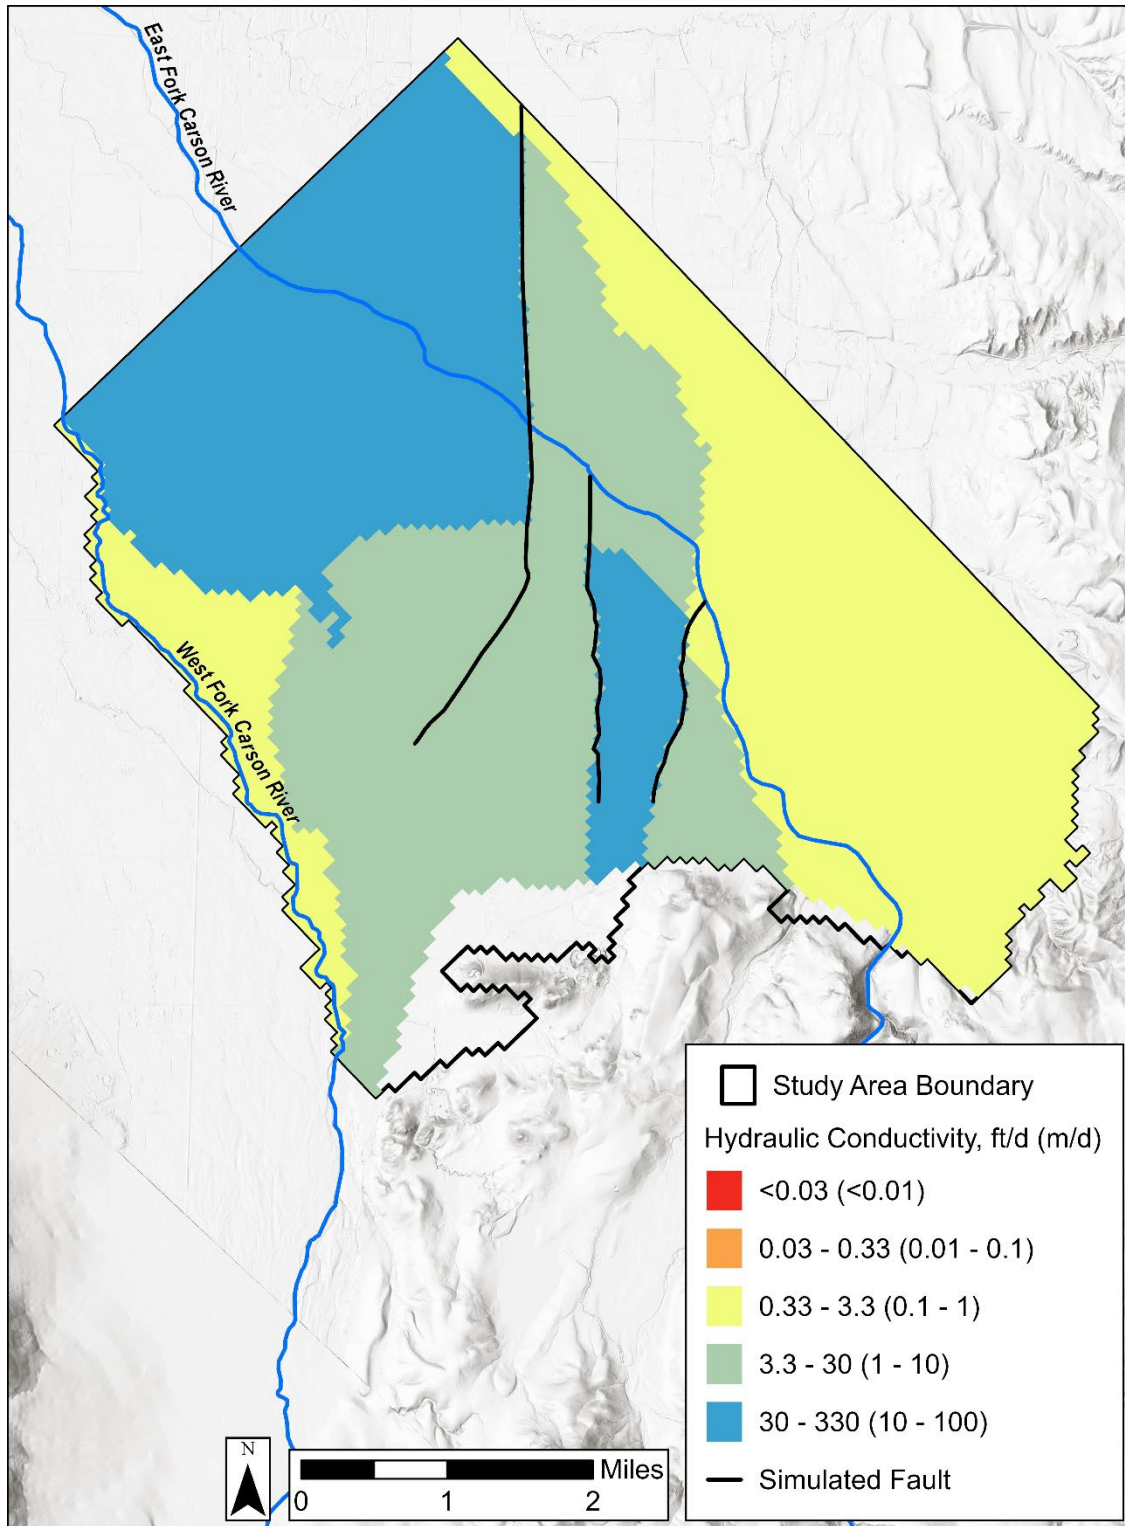 East Fork Carson River
West Fork Carson River
Study Area Boundary
Hydraulic Conductivity, ft/d (m/d)
<0.03 (<0.01)
0.03 - 0.33 (0.01 - 0.1)
0.33 - 3.3 (0.1 - 1)
3.3 - 30 (1 - 10)
30 - 330 (10 - 100)
Simulated Fault
N
Miles
0 1 2